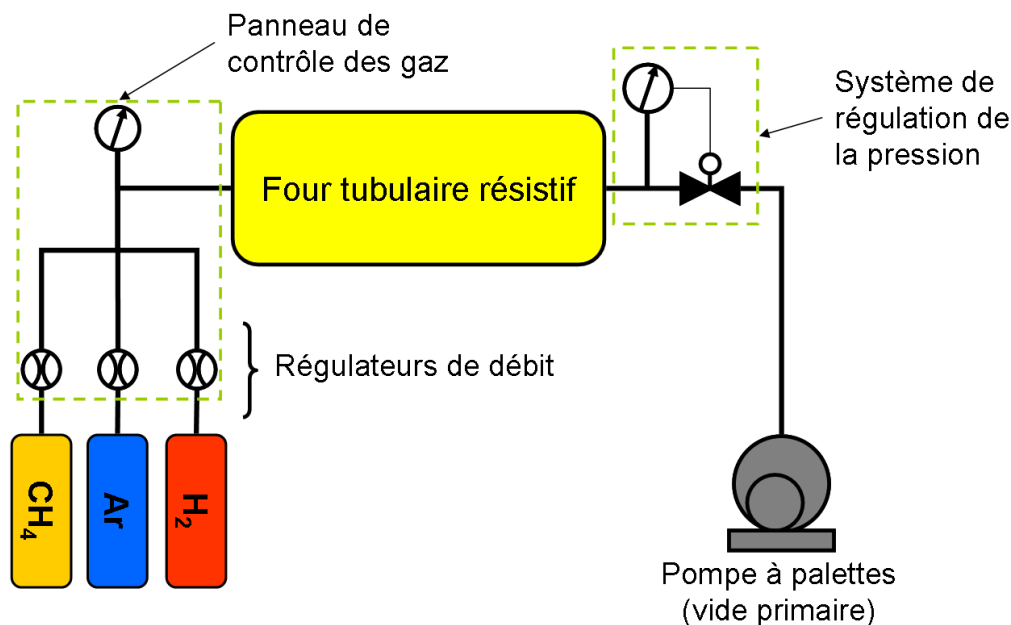 Panneau de
contrôle des gaz
Système de
régulation de
la pression
Four tubulaire résistif
Régulateurs de débit
CH₄
Ar
H₂
Pompe à palettes
(vide primaire)